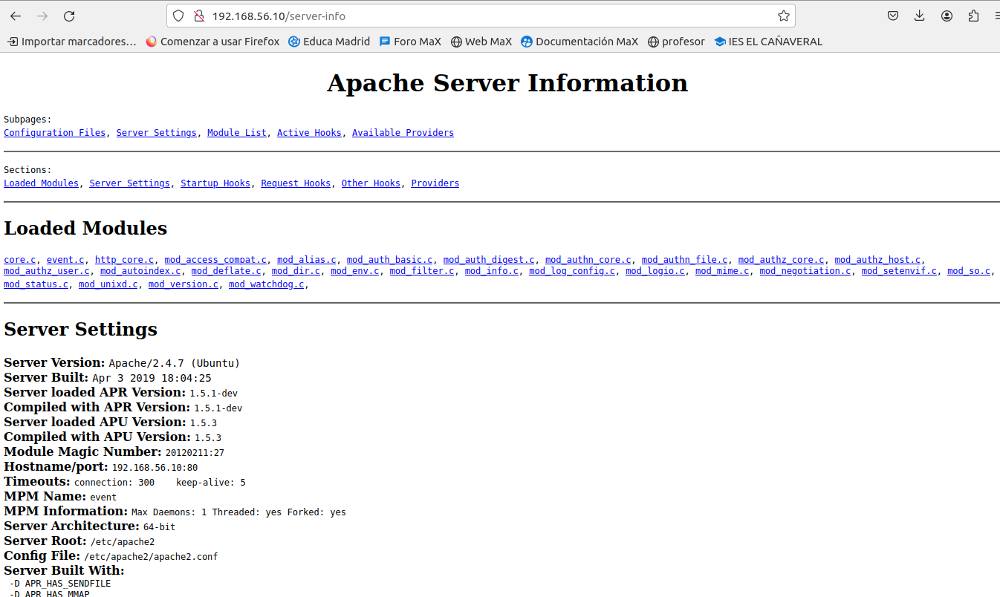 192.168.56.10/server-info
Importar marcadores... Comenzar a usar Firefox Educa Madrid Foro MaX Web MaX Documentación MaX profesor IES EL CAÑAVERAL
Apache Server Information
Subpages:
Configuration Files, Server Settings, Module List, Active Hooks, Available Providers
Sections:
Loaded Modules, Server Settings, Startup Hooks, Request Hooks, Other Hooks, Providers
Loaded Modules
core.c, event.c, http_core.c, mod_access_compat.c, mod_alias.c, mod_auth_basic.c, mod_auth_digest.c, mod_authn_core.c, mod_authn_file.c, mod_authz_core.c, mod_authz_host.c,
mod_authz_user.c, mod_autoindex.c, mod_deflate.c, mod_dir.c, mod_env.c, mod_filter.c, mod_info.c, mod_log_config.c, mod_logio.c, mod_mime.c, mod_negotiation.c, mod_setenvif.c, mod_so.c,
mod_status.c, mod_unixd.c, mod_version.c, mod_watchdog.c,
Server Settings
Server Version: Apache/2.4.7 (Ubuntu)
Server Built: Apr 3 2019 18:04:25
Server loaded APR Version: 1.5.1-dev
Compiled with APR Version: 1.5.1-dev
Server loaded APU Version: 1.5.3
Compiled with APU Version: 1.5.3
Module Magic Number: 20120211:27
Hostname/port: 192.168.56.10:80
Timeouts: connection: 300    keep-alive: 5
MPM Name: event
MPM Information: Max Daemons: 1 Threaded: yes Forked: yes
Server Architecture: 64-bit
Server Root: /etc/apache2
Config File: /etc/apache2/apache2.conf
Server Built With:
-D APR_HAS_SENDFILE
-D APR_HAS_MMAP